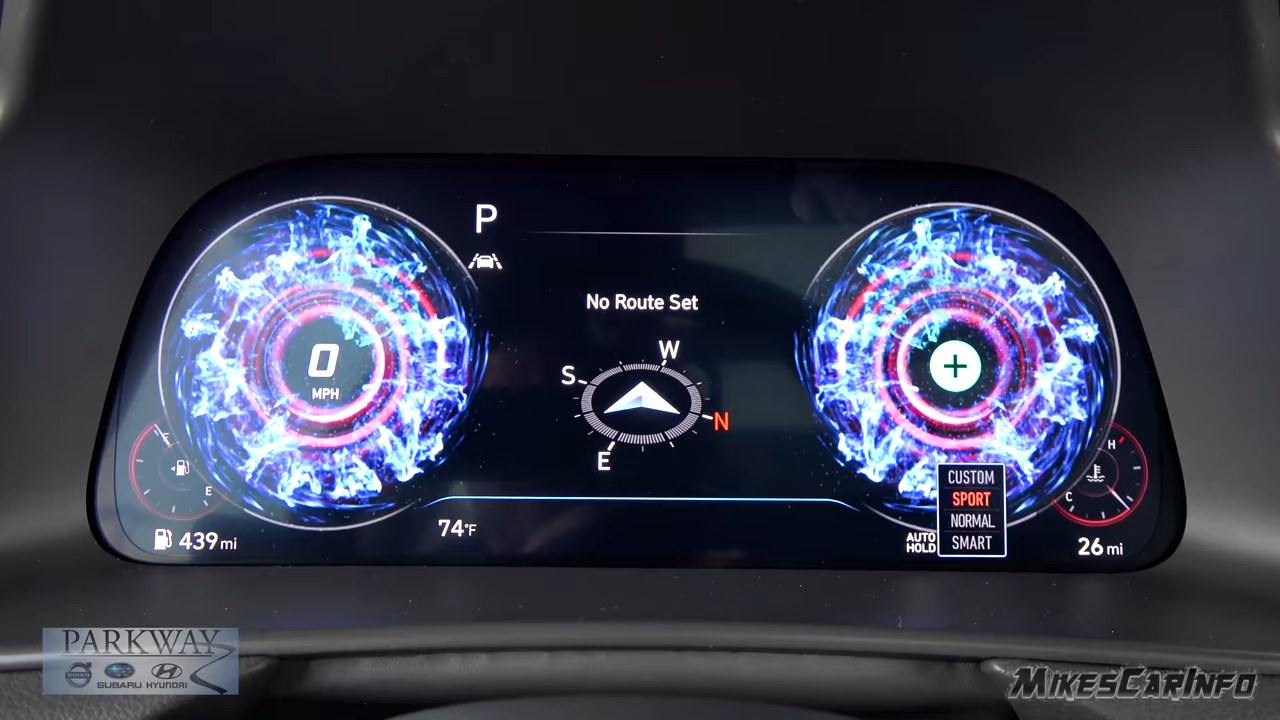 P
No Route Set
W
S
N
E
0
MPH
F
E
H
C
439 mi
74°F
AUTO
HOLD
CUSTOM
SPORT
NORMAL
SMART
26 mi
PARKWAY
VOLVO
SUBARU HYUNDAI
MIKESCARINFO